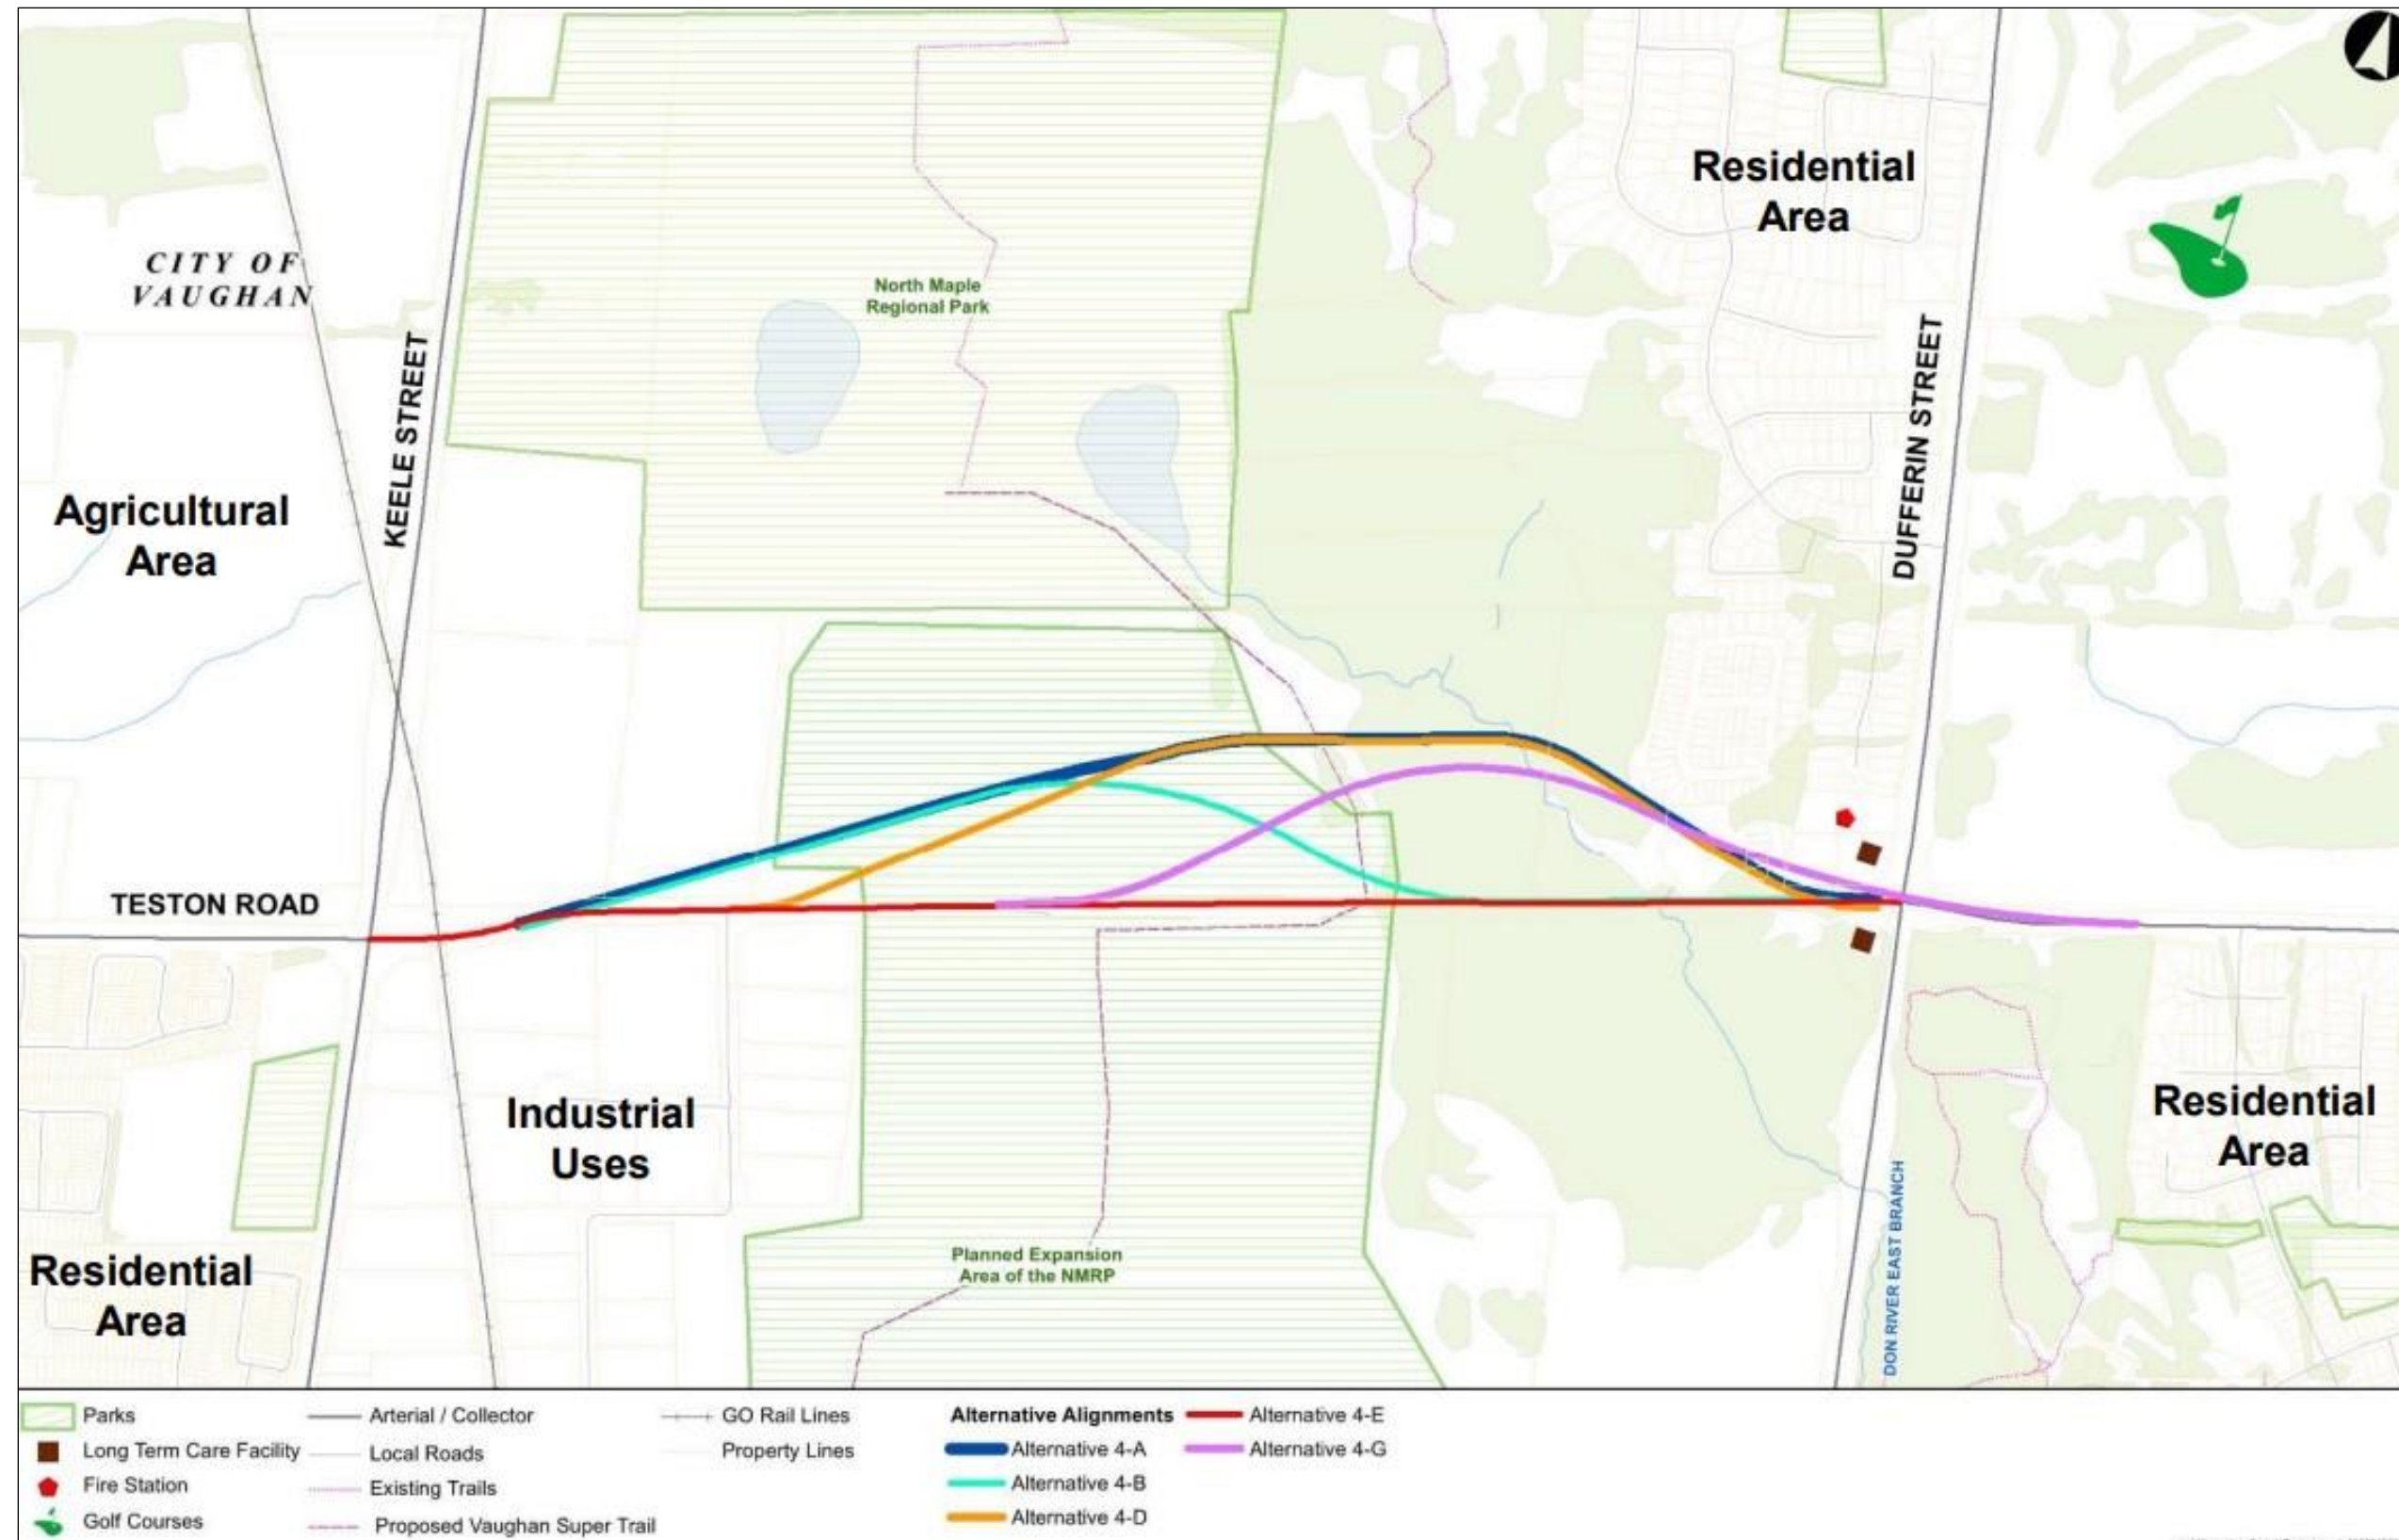 CITY OF
VAUGHAN
North Maple
Regional Park
Residential
Area
KEELE STREET
DUFFERIN STREET
Agricultural
Area
TESTON ROAD
Industrial
Uses
Residential
Area
Planned Expansion
Area of the NMRP
DON RIVER EAST BRANCH
Residential
Area
Parks
Long Term Care Facility
Fire Station
Golf Courses
Arterial / Collector
Local Roads
Existing Trails
Proposed Vaughan Super Trail
GO Rail Lines
Property Lines
Alternative Alignments
Alternative 4-A
Alternative 4-B
Alternative 4-D
Alternative 4-E
Alternative 4-G